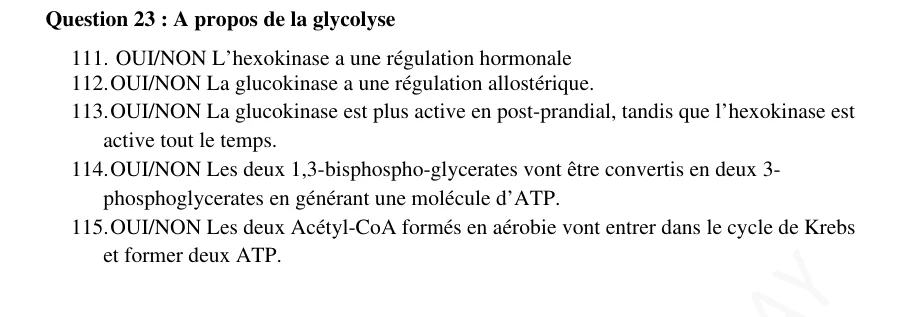 Question 23 : A propos de la glycolyse
111. OUI/NON L’hexokinase a une régulation hormonale
112.OUI/NON La glucokinase a une régulation allostérique.
113.OUI/NON La glucokinase est plus active en post-prandial, tandis que l’hexokinase est
active tout le temps.
114.OUI/NON Les deux 1,3-bisphospho-glycerates vont être convertis en deux 3-
phosphoglycerates en générant une molécule d’ATP.
115.OUI/NON Les deux Acétyl-CoA formés en aérobie vont entrer dans le cycle de Krebs
et former deux ATP.